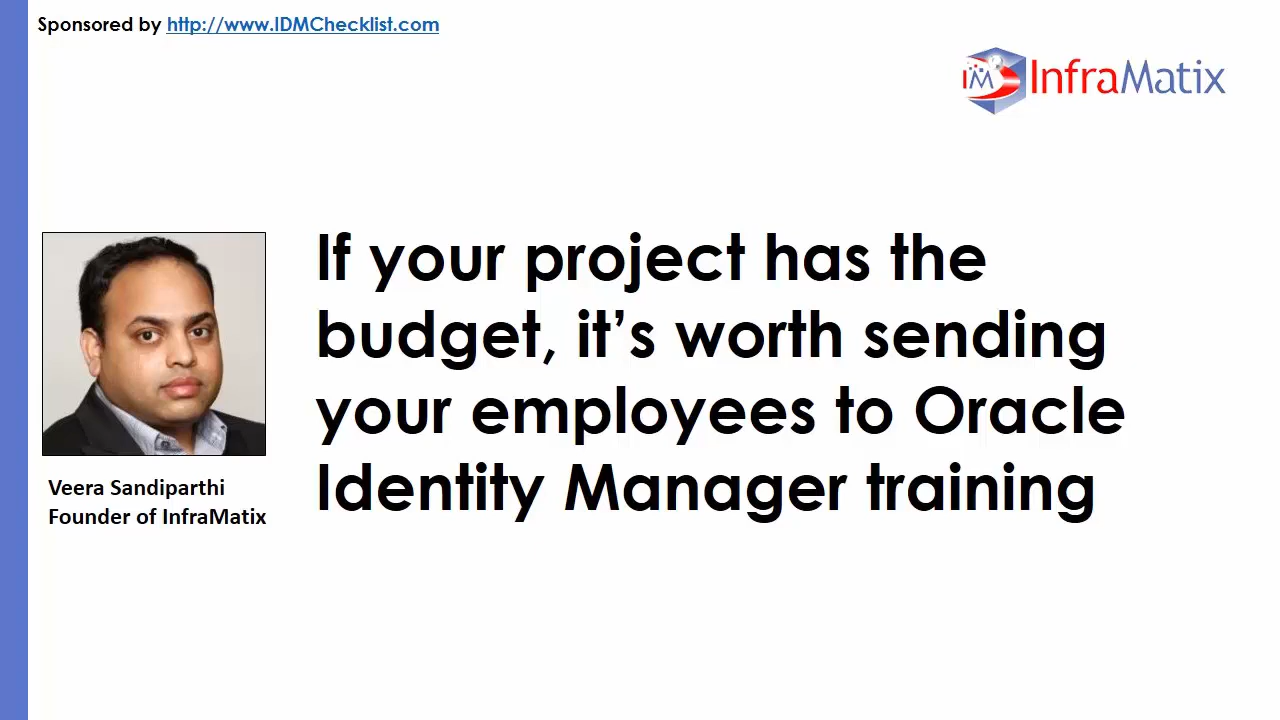 Sponsored by http://www.IDMChecklist.com
IM InfraMatix
If your project has the
budget, it’s worth sending
your employees to Oracle
Identity Manager training
Veera Sandiparthi
Founder of InfraMatix